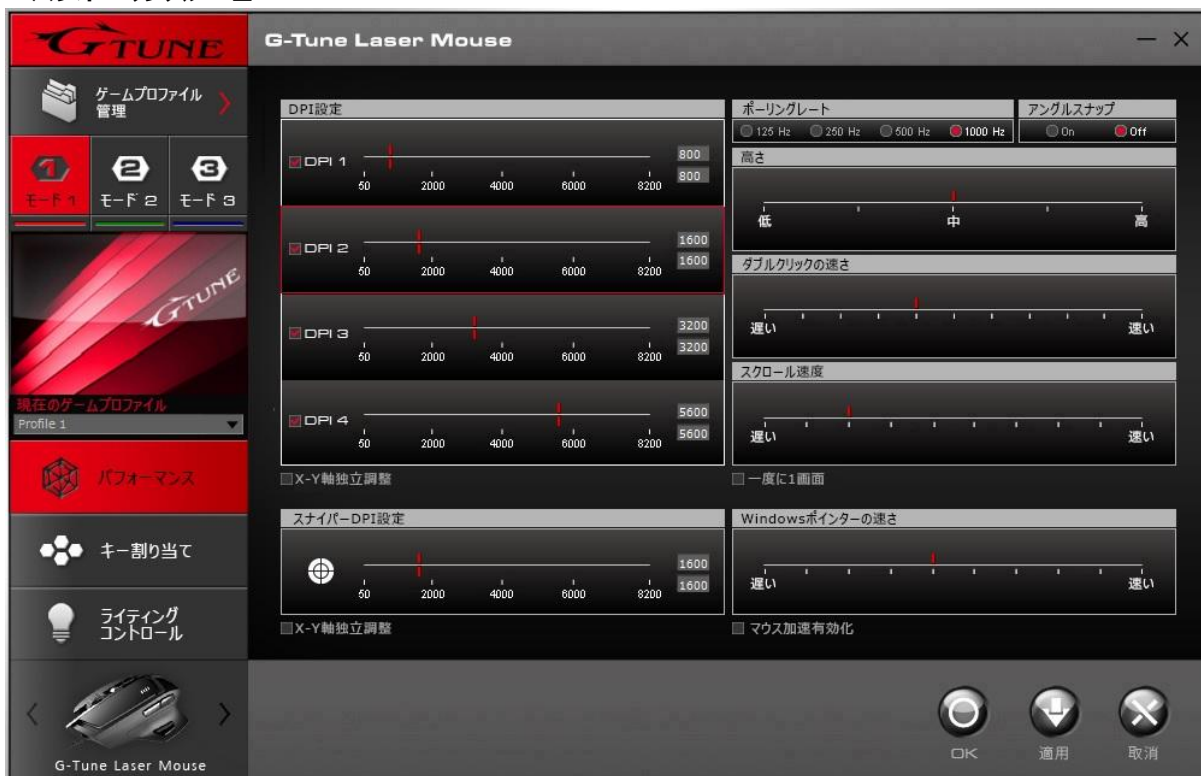 GTUNE
G-Tune Laser Mouse
ゲームプロファイル
管理
モード 1
モード 2
モード 3
GTUNE
現在のゲームプロファイル
Profile 1
パフォーマンス
キー割り当て
ライティング
コントロール
G-Tune Laser Mouse
DPI設定
DPI 1
50 2000 4000 6000 8200
800
800
DPI 2
50 2000 4000 6000 8200
1600
1600
DPI 3
50 2000 4000 6000 8200
3200
3200
DPI 4
50 2000 4000 6000 8200
5600
5600
X-Y軸独立調整
スナイパーDPI設定
50 2000 4000 6000 8200
1600
1600
X-Y軸独立調整
ポーリングレート
125 Hz 250 Hz 500 Hz 1000 Hz
アングルスナップ
On Off
高さ
低 中 高
ダブルクリックの速さ
遅い 速い
スクロール速度
遅い 速い
一度に1画面
Windowsポインターの速さ
遅い 速い
マウス加速有効化
OK 適用 取消